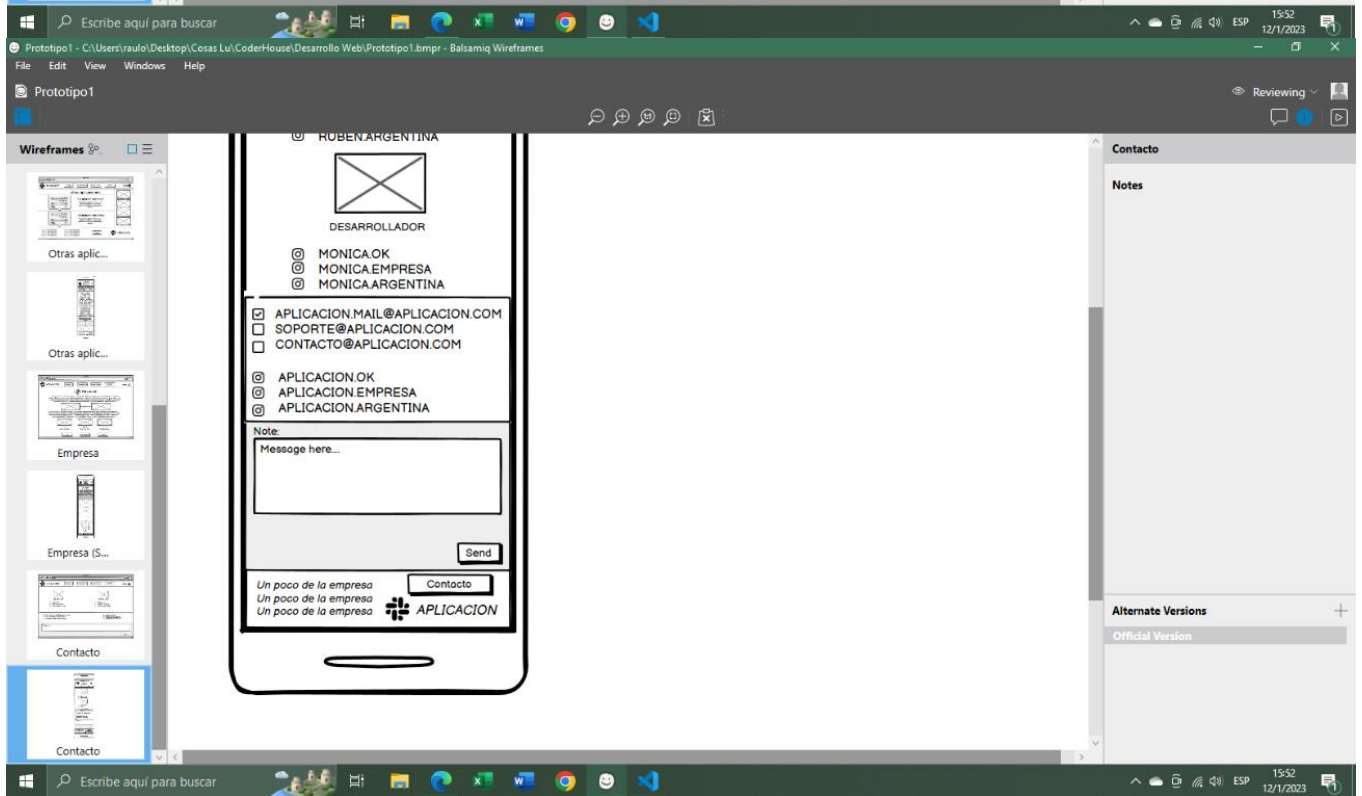 Escribe aquí para buscar
ESP
15:52
12/1/2023
Prototipo1 - C:\Users\raulo\Desktop\Cosas Lu\CoderHouse\Desarrollo Web\Prototipo1.bmpr - Balsamiq Wireframes
File Edit View Windows Help
Prototipo1
Reviewing
Wireframes
Otras aplic...
Otras aplic...
Empresa
Empresa (S...
Contacto
Contacto
RUBEN.ARGENTINA
DESARROLLADOR
MONICA.OK
MONICA.EMPRESA
MONICA.ARGENTINA
APLICACION.MAIL@APLICACION.COM
SOPORTE@APLICACION.COM
CONTACTO@APLICACION.COM
APLICACION.OK
APLICACION.EMPRESA
APLICACION.ARGENTINA
Note:
Message here...
Send
Un poco de la empresa
Un poco de la empresa
Un poco de la empresa
Contacto
APLICACION
Contacto
Notes
Alternate Versions
Official Version
Escribe aquí para buscar
ESP
15:52
12/1/2023